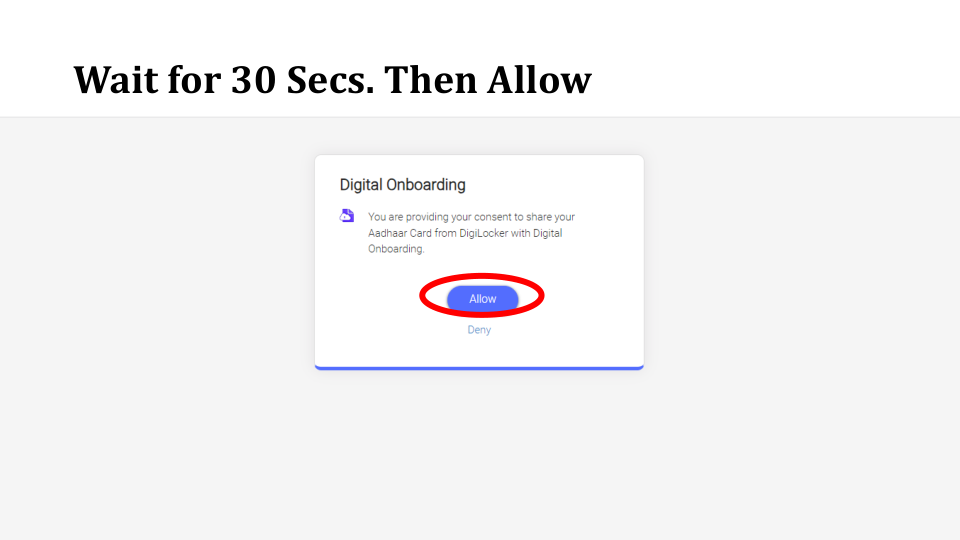 Wait for 30 Secs. Then Allow
Digital Onboarding
You are providing your consent to share your
Aadhaar Card from DigiLocker with Digital
Onboarding.
Allow
Deny